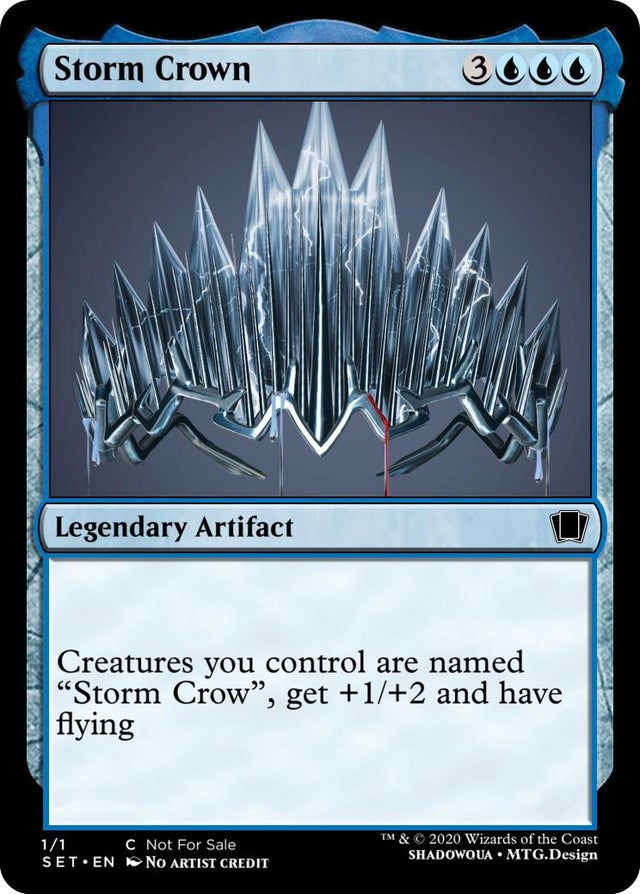 Storm Crown 3
Legendary Artifact
Creatures you control are named
“Storm Crow”, get +1/+2 and have
flying
1/1 C Not For Sale
SET • EN No artist credit
™ & © 2020 Wizards of the Coast
SHADOWQUA • MTG.Design